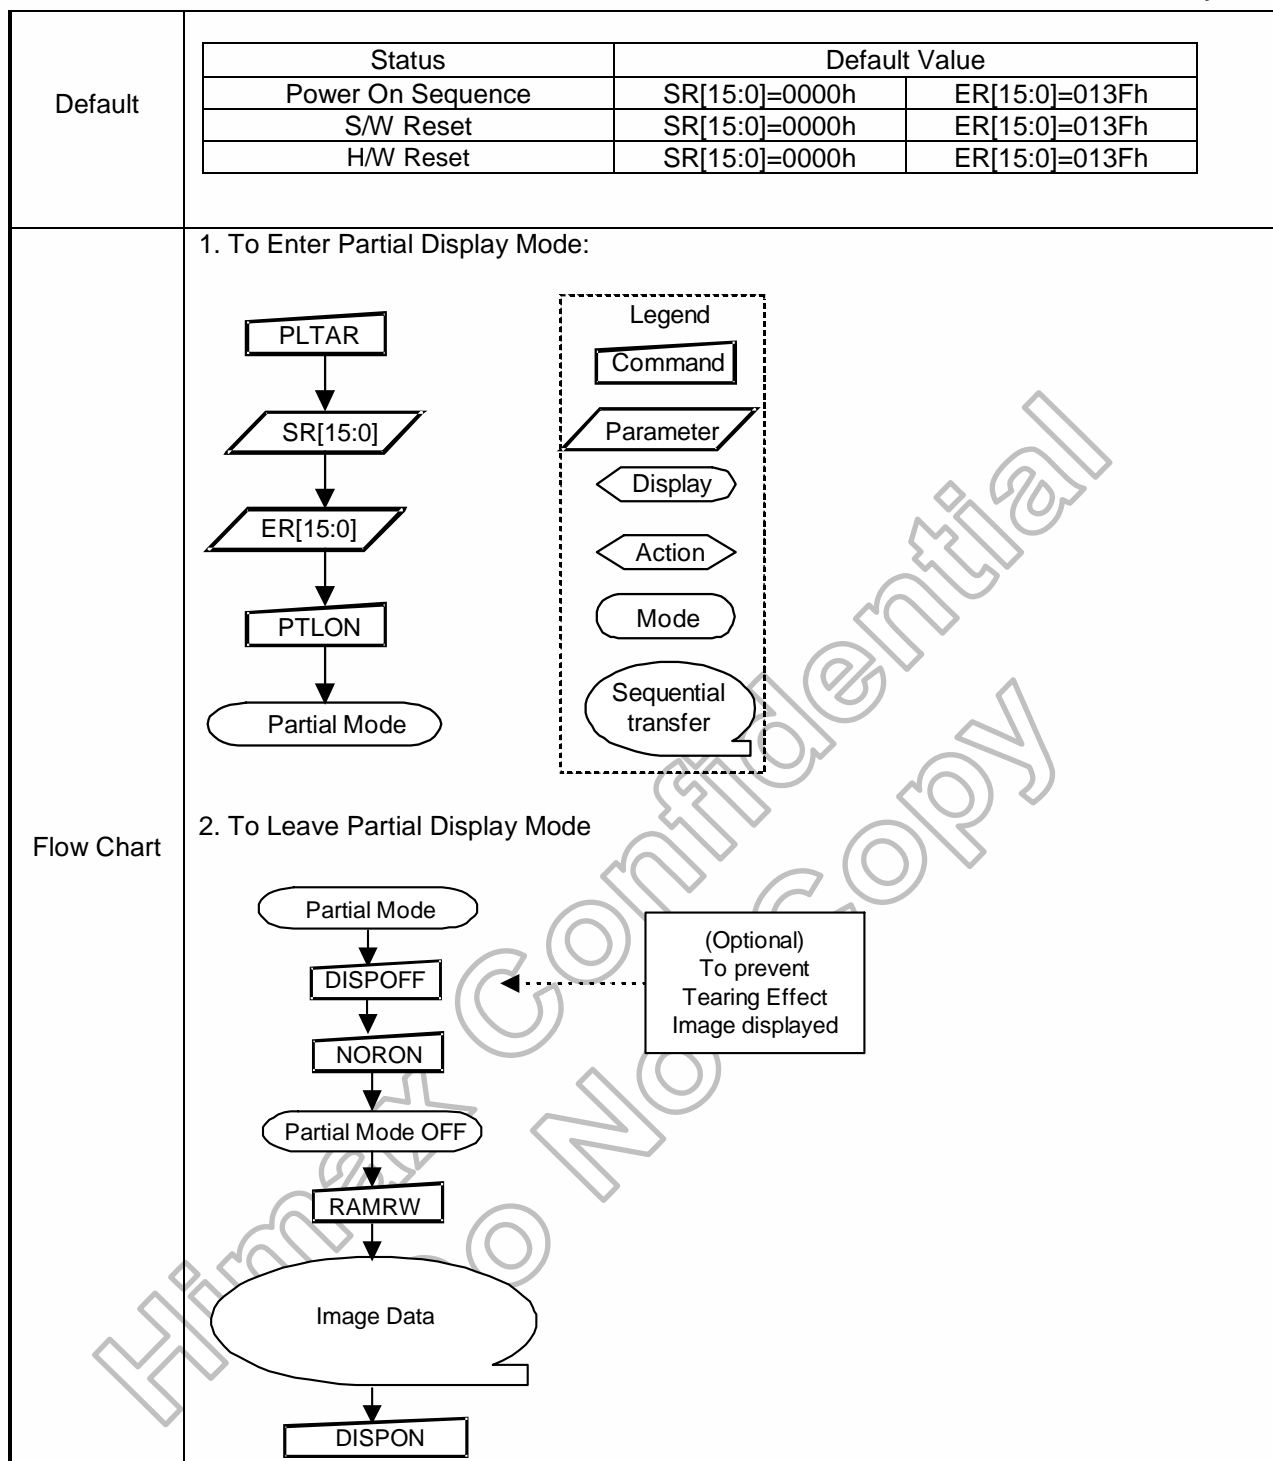 Default
Status Default Value
Power On Sequence SR[15:0]=0000h ER[15:0]=013Fh
S/W Reset SR[15:0]=0000h ER[15:0]=013Fh
H/W Reset SR[15:0]=0000h ER[15:0]=013Fh
Flow Chart
1. To Enter Partial Display Mode:
PLTAR
SR[15:0]
ER[15:0]
PTLON
Partial Mode
Legend
Command
Parameter
Display
Action
Mode
Sequential
transfer
2. To Leave Partial Display Mode
Partial Mode
DISPOFF
NORON
Partial Mode OFF
RAMRW
Image Data
DISPON
(Optional)
To prevent
Tearing Effect
Image displayed
Himax Confidential
Do Not Copy